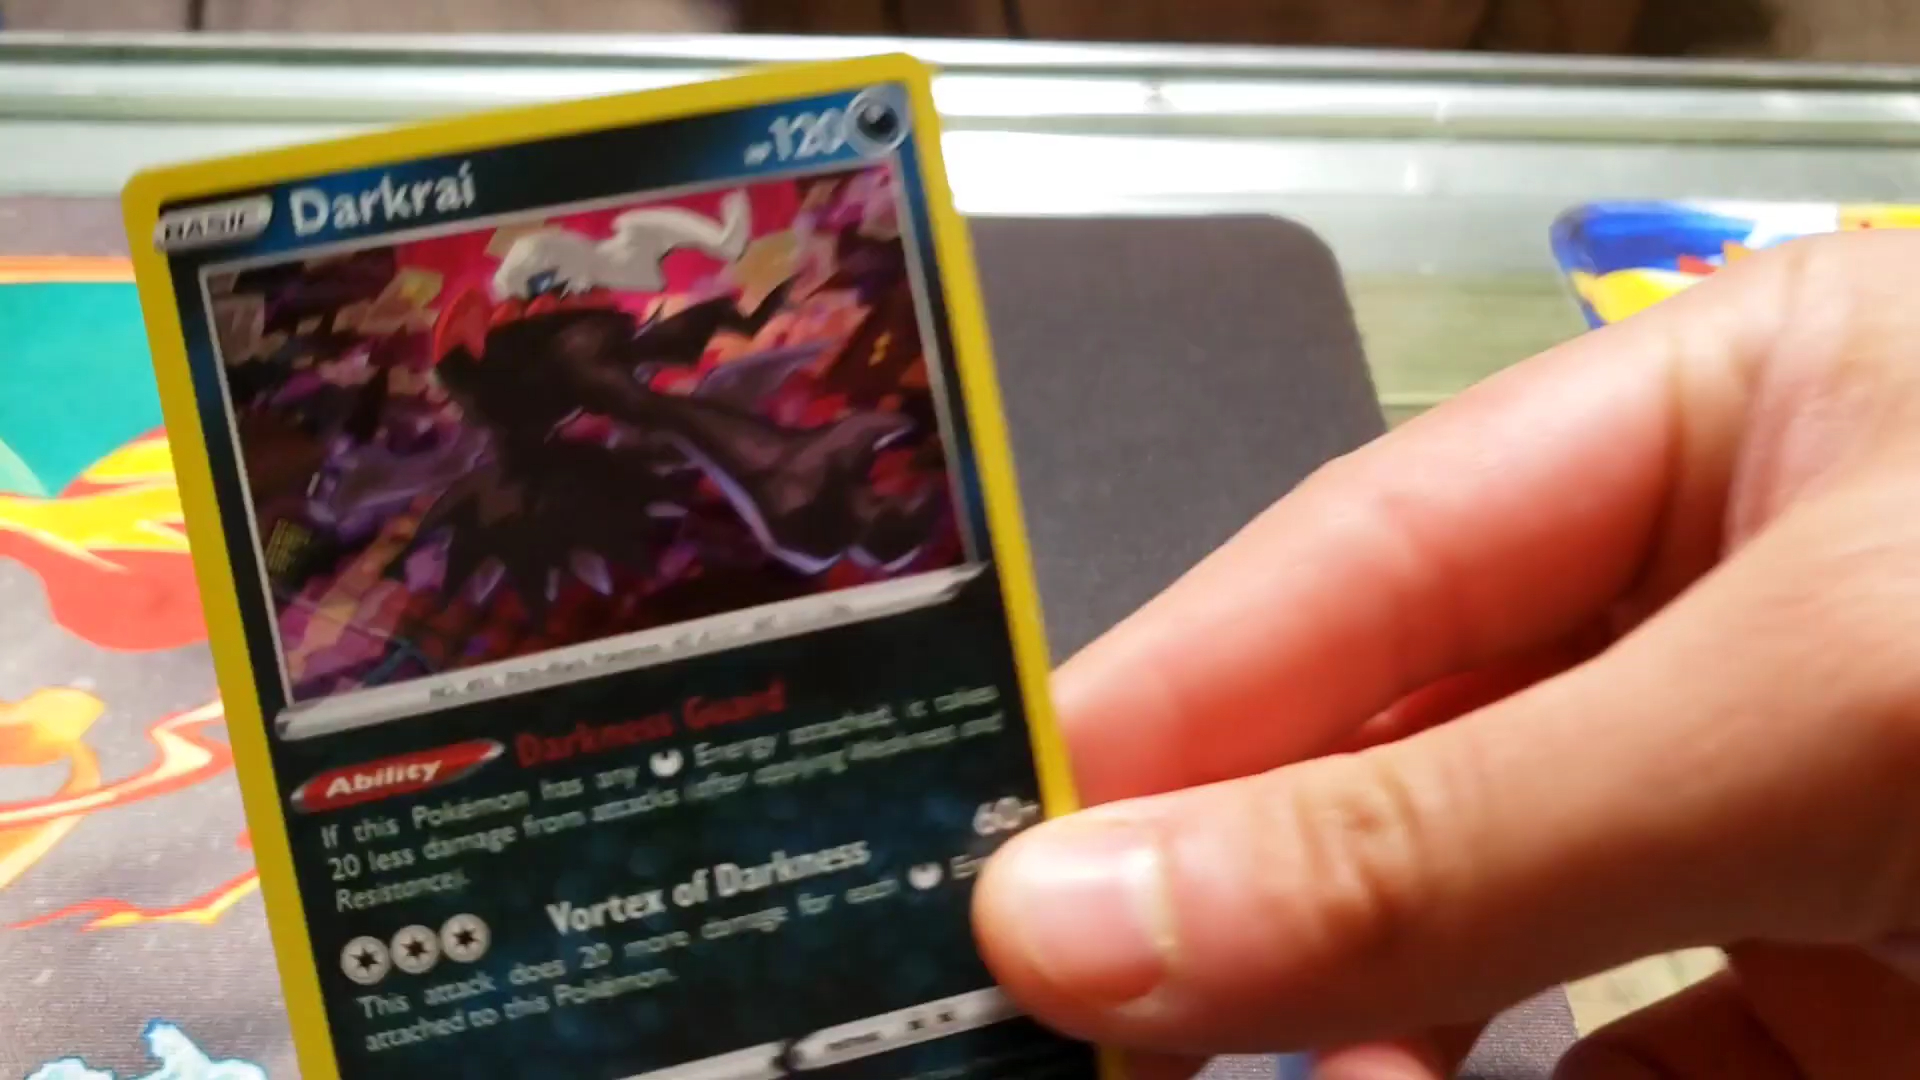 BASIC Darkrai HP 120
Ability Darkness Guard
If this Pokémon has any Energy attached, it takes
20 less damage from attacks (after applying Weakness and
Resistance).
Vortex of Darkness 60+
This attack does 20 more damage for each
attached to this Pokémon.